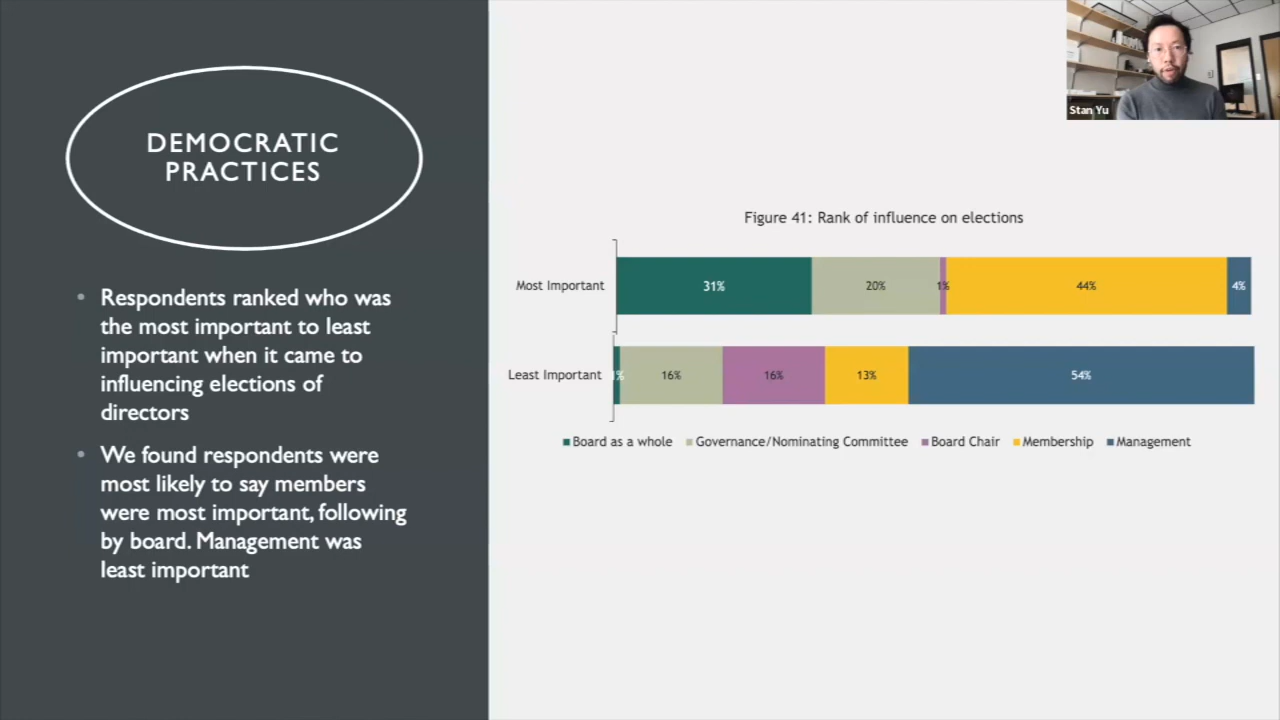 DEMOCRATIC
PRACTICES
• Respondents ranked who was
the most important to least
important when it came to
influencing elections of
directors
• We found respondents were
most likely to say members
were most important, following
by board. Management was
least important
Stan Yu
Figure 41: Rank of influence on elections
Most Important 31% 20% 1% 44% 4%
Least Important 1% 16% 16% 13% 54%
Board as a whole Governance/Nominating Committee Board Chair Membership Management